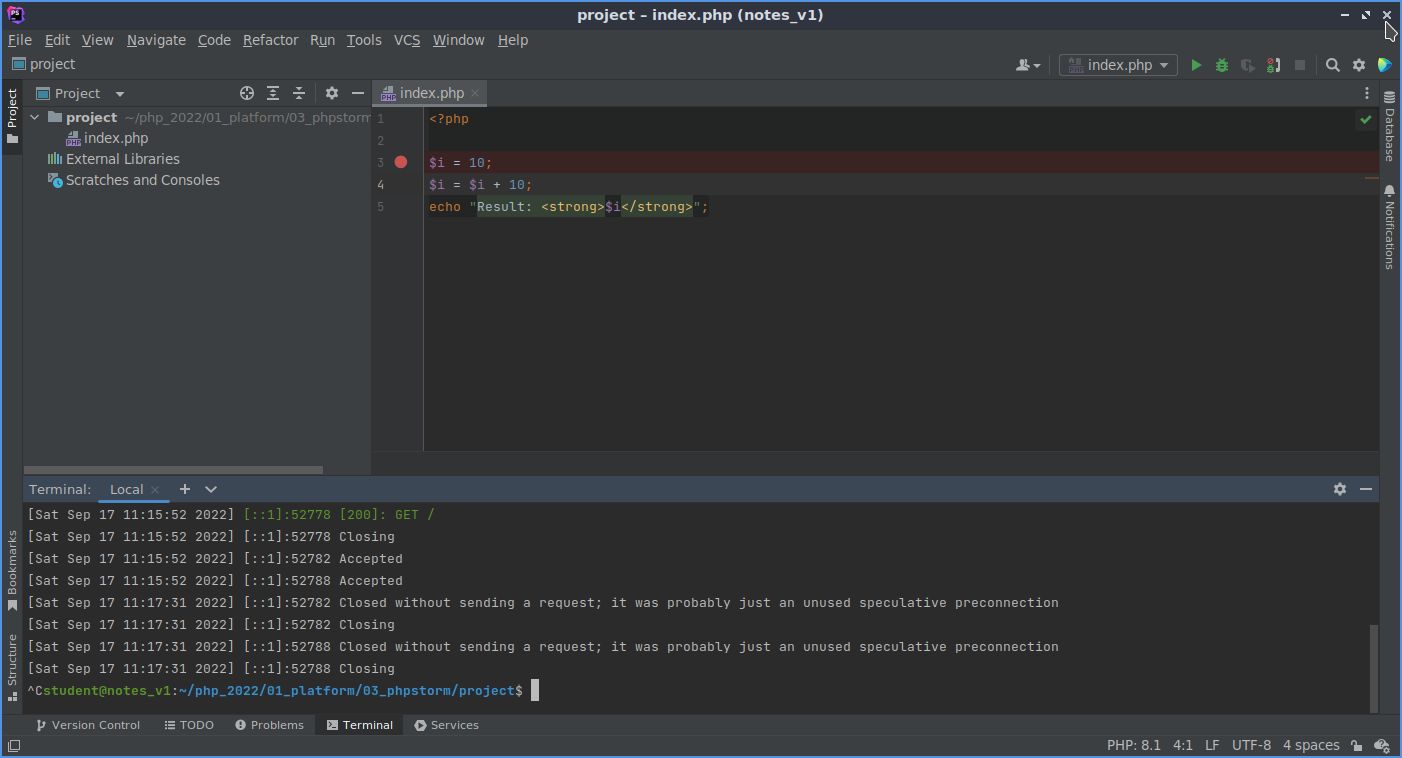 project – index.php (notes_v1)
File Edit View Navigate Code Refactor Run Tools VCS Window Help
project
index.php
Project
index.php
project ~/php_2022/01_platform/03_phpstorm
index.php
External Libraries
Scratches and Consoles
Project
Bookmarks
Structure
1 <?php
2
3 $i = 10;
4 $i = $i + 10;
5 echo "Result: <strong>$i</strong>";
Database
Notifications
Terminal: Local
[Sat Sep 17 11:15:52 2022] [::1]:52778 [200]: GET /
[Sat Sep 17 11:15:52 2022] [::1]:52778 Closing
[Sat Sep 17 11:15:52 2022] [::1]:52782 Accepted
[Sat Sep 17 11:15:52 2022] [::1]:52788 Accepted
[Sat Sep 17 11:17:31 2022] [::1]:52782 Closed without sending a request; it was probably just an unused speculative preconnection
[Sat Sep 17 11:17:31 2022] [::1]:52782 Closing
[Sat Sep 17 11:17:31 2022] [::1]:52788 Closed without sending a request; it was probably just an unused speculative preconnection
[Sat Sep 17 11:17:31 2022] [::1]:52788 Closing
^Cstudent@notes_v1:~/php_2022/01_platform/03_phpstorm/project$
Version Control TODO Problems Terminal Services
PHP: 8.1 4:1 LF UTF-8 4 spaces